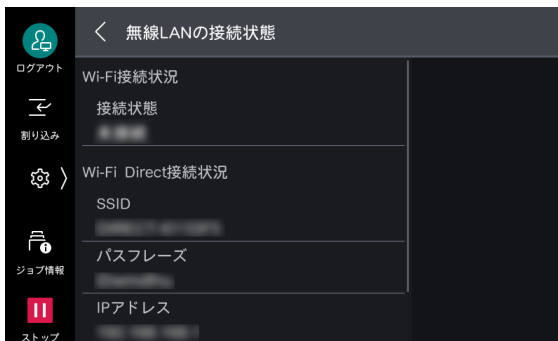 無線LANの接続状態
ログアウト
Wi-Fi接続状況
接続状態
割り込み
Wi-Fi Direct接続状況
SSID
ジョブ情報
パスフレーズ
IPアドレス
ストップ